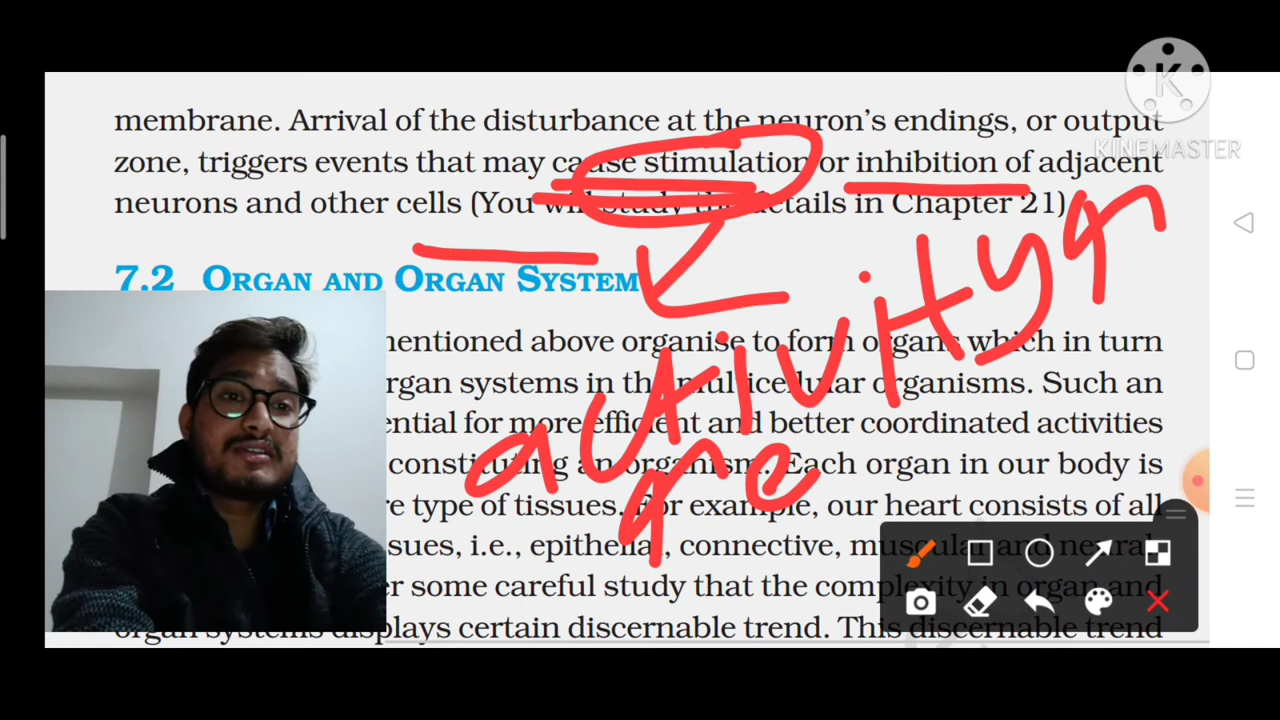 membrane. Arrival of the disturbance at the neuron's endings, or output
zone, triggers events that may cause stimulation or inhibition of adjacent
neurons and other cells (You will study the details in Chapter 21)
7.2 ORGAN AND ORGAN SYSTEM
mentioned above organise to form organs which in turn
organ systems in the multicellular organisms. Such an
ential for more efficient and better coordinated activities
constituting an organism. Each organ in our body is
re type of tissues. For example, our heart consists of all
sues, i.e., epithelial, connective, muscular and neural.
er some careful study that the complexity in organ and
organ systems displays certain discernable trend. This discernable trend
activity
K
KINEMASTER